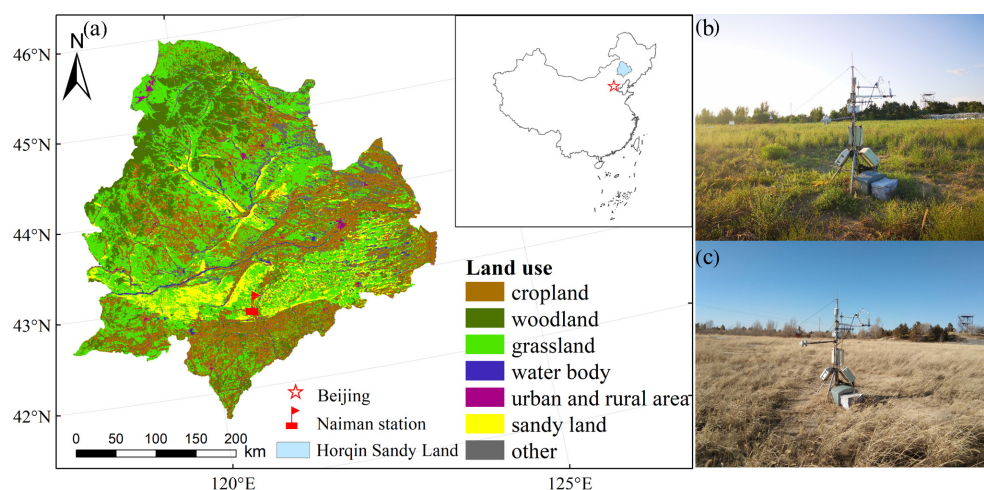 (a)
N
46°N
45°N
44°N
43°N
42°N
120°E
125°E
Land use
cropland
woodland
grassland
water body
urban and rural area
sandy land
other
Beijing
Naiman station
Horqin Sandy Land
0 50 100 150 200
km
(b)
(c)